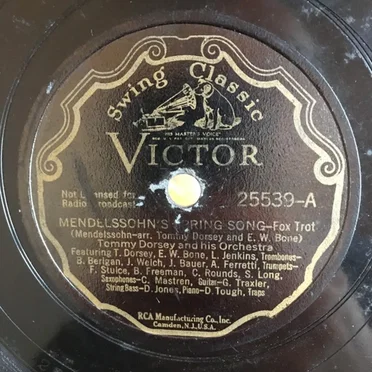 Swing Classic
"HIS MASTER'S VOICE"
VICTOR
Not Licensed for
Radio Broadcast
25539-A
MENDELSSOHN'S SPRING SONG-Fox Trot
(Mendelssohn-arr. Tommy Dorsey and E. W. Bone)
Tommy Dorsey and his Orchestra
Featuring T. Dorsey, E. W. Bone, L. Jenkins, Trombones-
B. Berigan, J. Welch, J. Bauer, A. Ferretti, Trumpets-
F. Stulce, B. Freeman, C. Rounds, S. Long,
Saxophones-C. Mastren, Guitar-G. Traxler,
String Bass-D. Jones, Piano-D. Tough, Traps
RCA Manufacturing Co., Inc.
Camden, N.J., U.S.A.